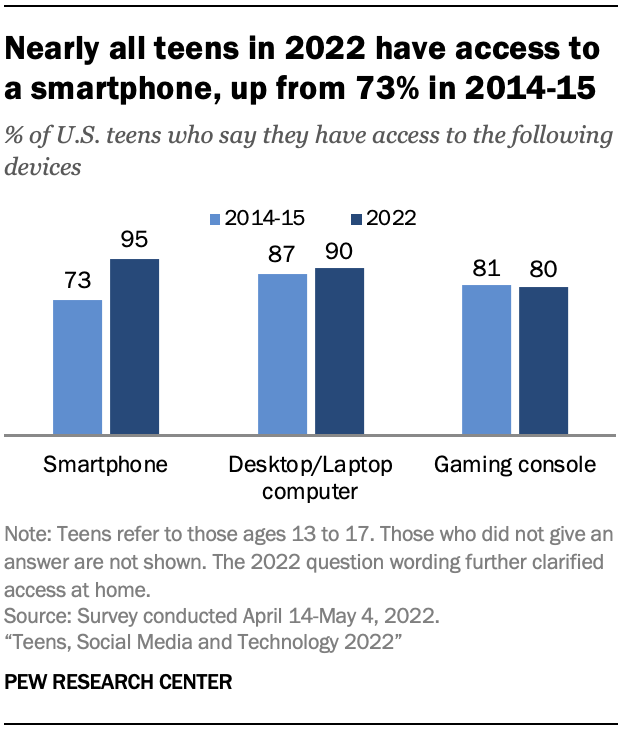 Nearly all teens in 2022 have access to
a smartphone, up from 73% in 2014-15
% of U.S. teens who say they have access to the following
devices
2014-15 2022
73 95 87 90 81 80
Smartphone Desktop/Laptop computer Gaming console
Note: Teens refer to those ages 13 to 17. Those who did not give an
answer are not shown. The 2022 question wording further clarified
access at home.
Source: Survey conducted April 14-May 4, 2022.
“Teens, Social Media and Technology 2022”
PEW RESEARCH CENTER